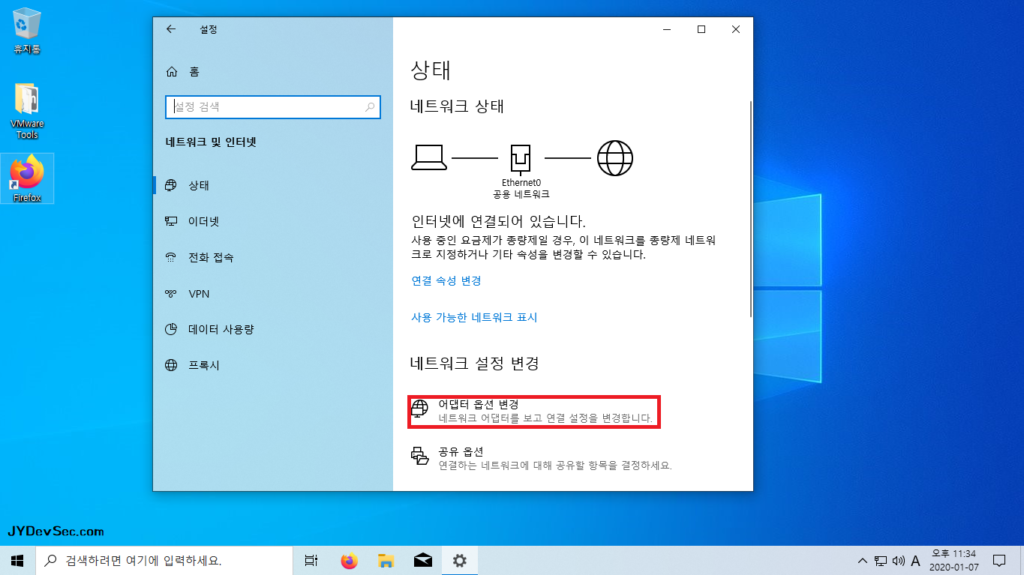 휴지통
VMware
Tools
Firefox
설정
홈
설정 검색
네트워크 및 인터넷
상태
이더넷
전화 접속
VPN
데이터 사용량
프록시
상태
네트워크 상태
Ethernet0
공용 네트워크
인터넷에 연결되어 있습니다.
사용 중인 요금제가 종량제일 경우, 이 네트워크를 종량제 네트워
크로 지정하거나 기타 속성을 변경할 수 있습니다.
연결 속성 변경
사용 가능한 네트워크 표시
네트워크 설정 변경
어댑터 옵션 변경
네트워크 어댑터를 보고 연결 설정을 변경합니다.
공유 옵션
연결하는 네트워크에 대해 공유할 항목을 결정하세요.
JYDevSec.com
검색하려면 여기에 입력하세요.
A
오후 11:34
2020-01-07